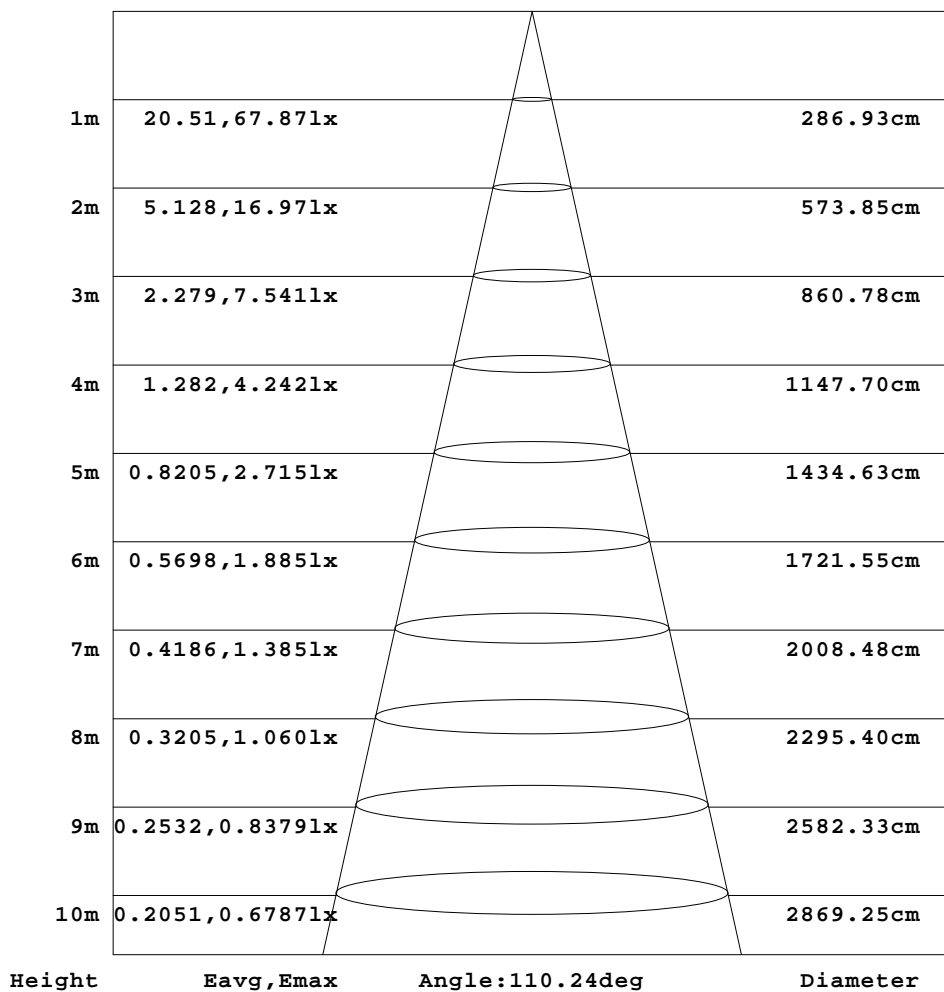 1m 20.51,67.87lx 286.93cm
2m 5.128,16.97lx 573.85cm
3m 2.279,7.541lx 860.78cm
4m 1.282,4.242lx 1147.70cm
5m 0.8205,2.715lx 1434.63cm
6m 0.5698,1.885lx 1721.55cm
7m 0.4186,1.385lx 2008.48cm
8m 0.3205,1.060lx 2295.40cm
9m 0.2532,0.8379lx 2582.33cm
10m 0.2051,0.6787lx 2869.25cm
Height Eavg,Emax Angle:110.24deg Diameter